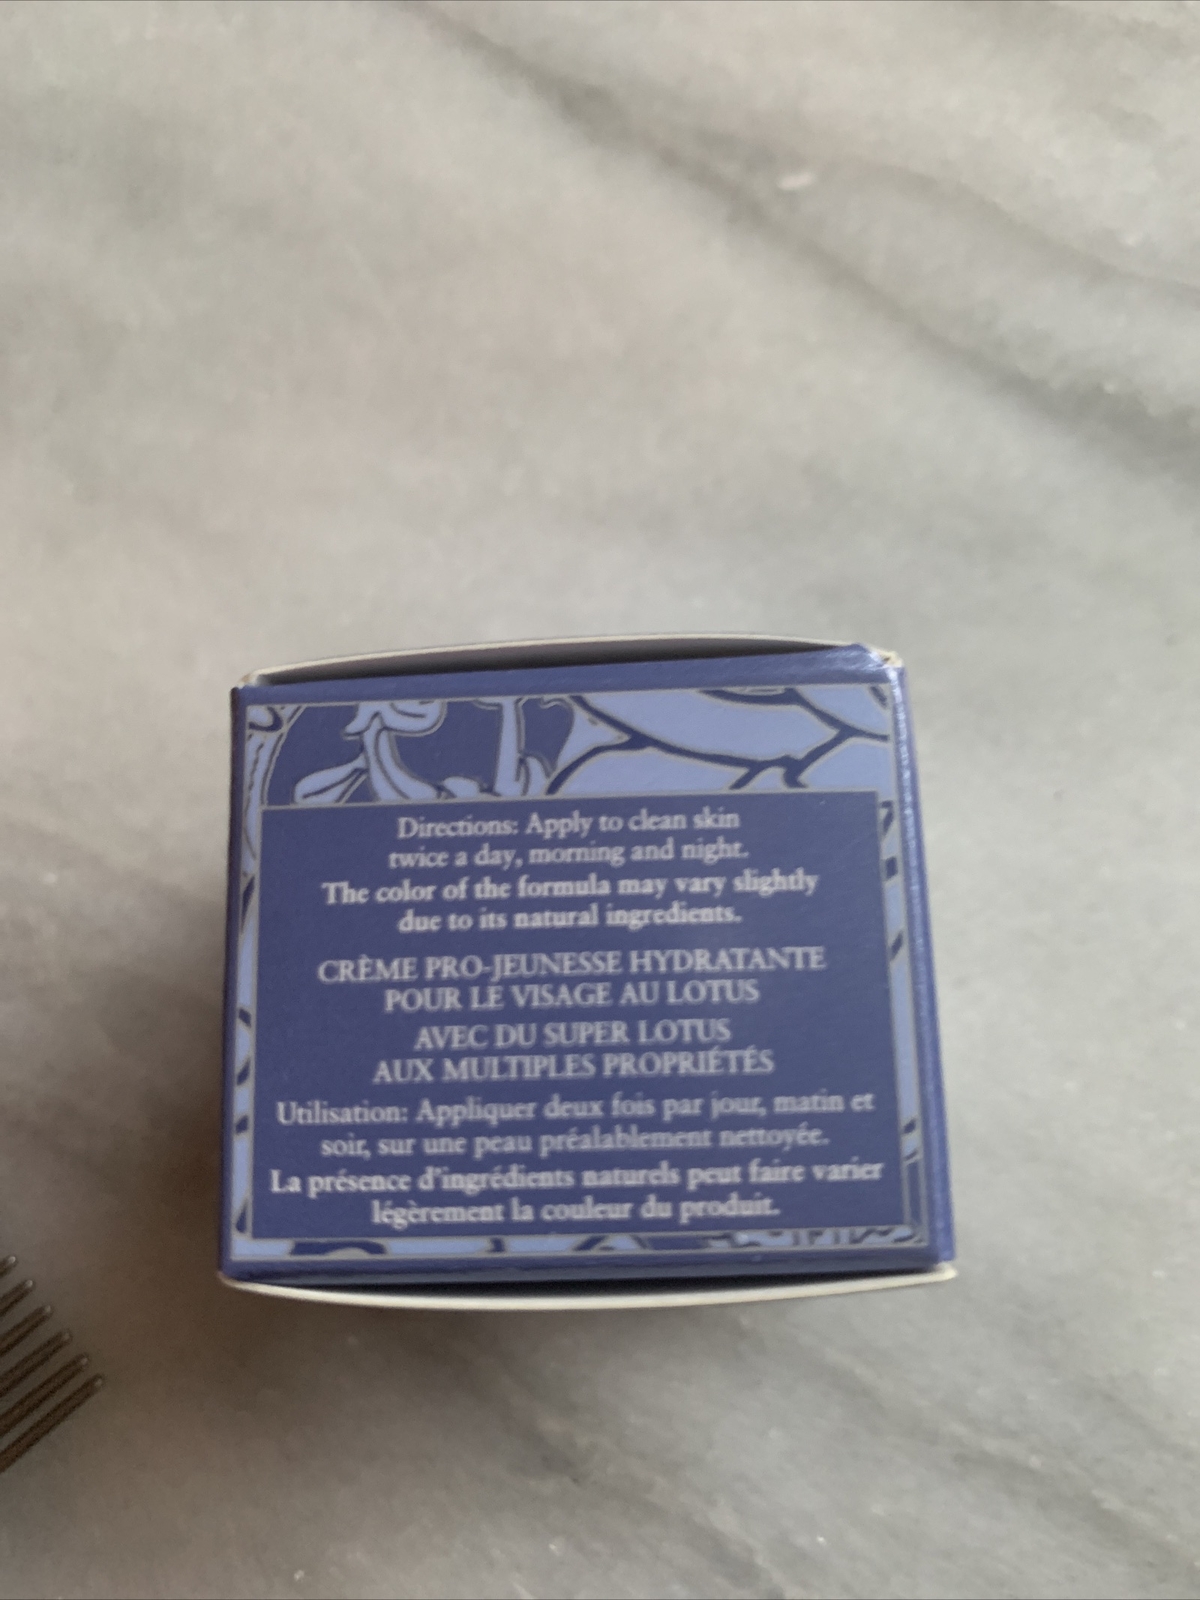 Directions: Apply to clean skin
twice a day, morning and night.
The color of the formula may vary slightly
due to its natural ingredients.
CRÈME PRO-JEUNESSE HYDRATANTE
POUR LE VISAGE AU LOTUS
AVEC DU SUPER LOTUS
AUX MULTIPLES PROPRIÉTÉS
Utilisation: Appliquer deux fois par jour, matin et
soir, sur une peau préalablement nettoyée.
La présence d'ingrédients naturels peut faire varier
légèrement la couleur du produit.